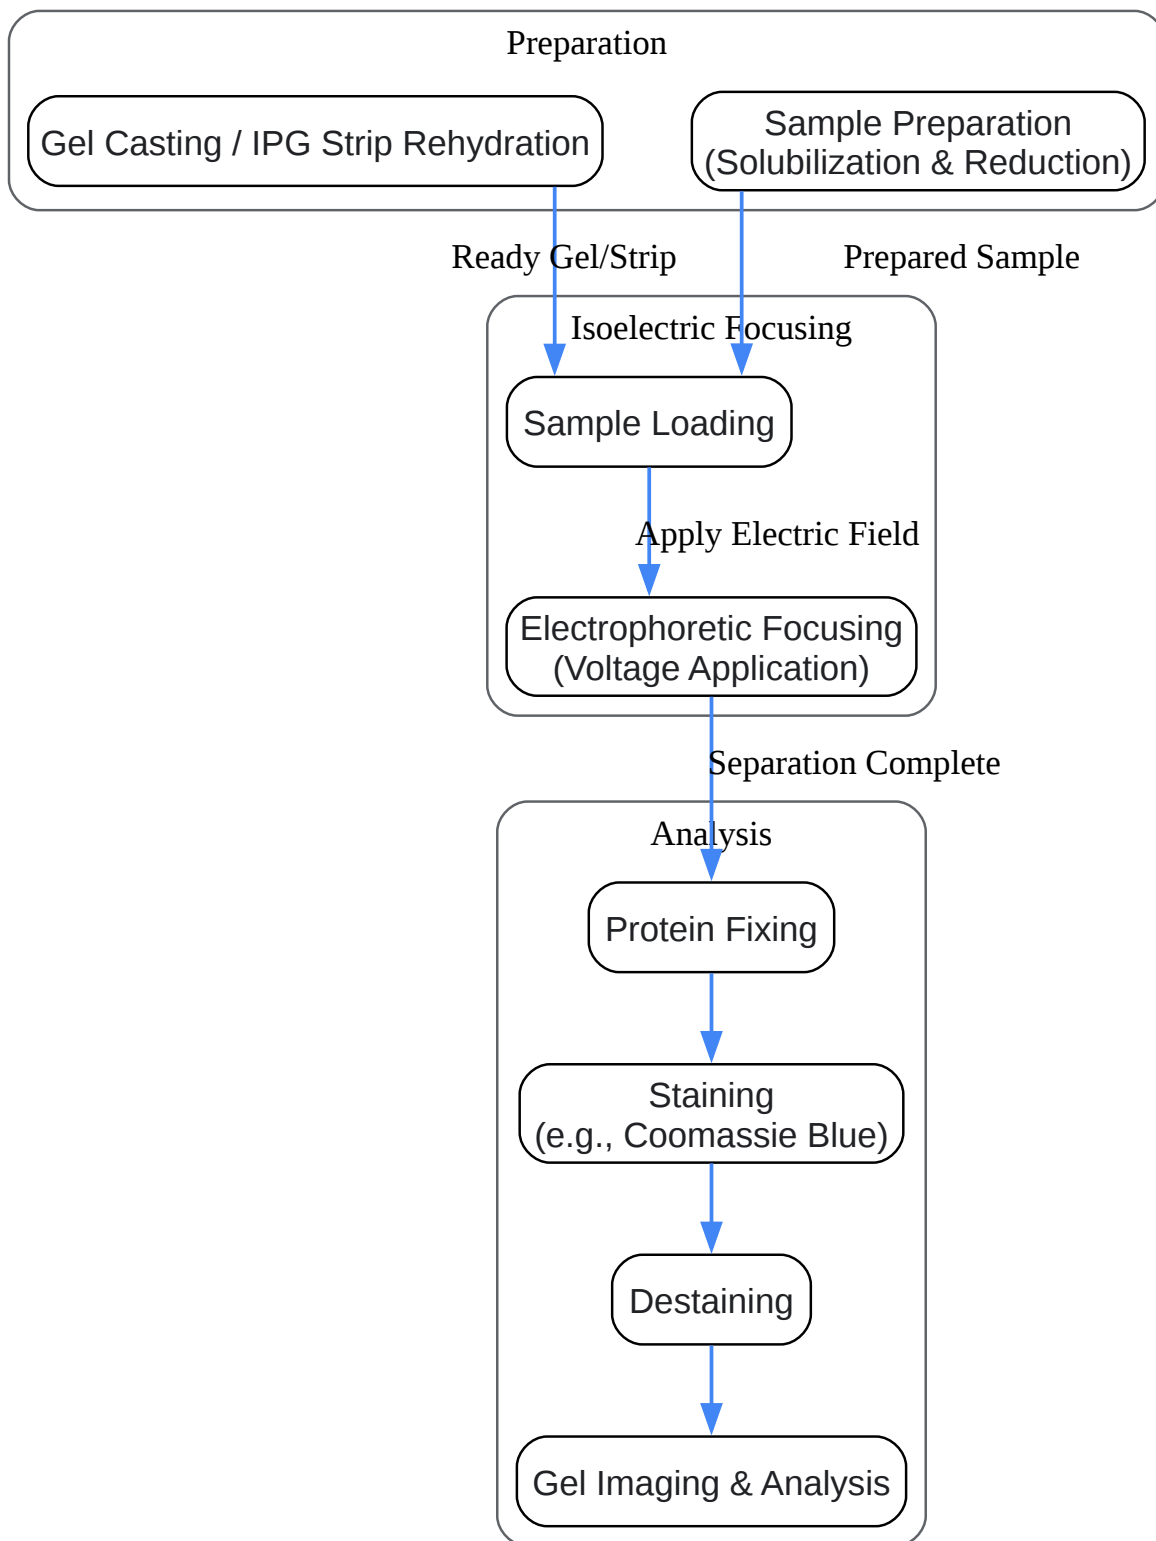 Preparation
Gel Casting / IPG Strip Rehydration
Sample Preparation
(Solubilization & Reduction)
Ready Gel/Strip
Prepared Sample
Isoelectric Focusing
Sample Loading
Apply Electric Field
Electrophoretic Focusing
(Voltage Application)
Separation Complete
Analysis
Protein Fixing
Staining
(e.g., Coomassie Blue)
Destaining
Gel Imaging & Analysis